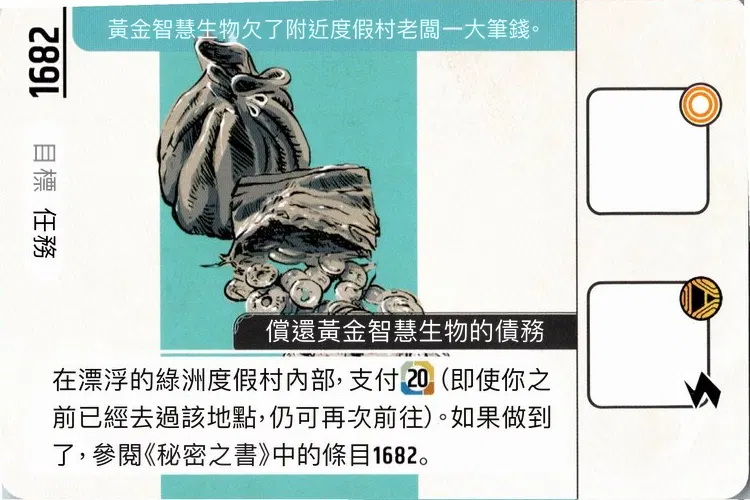 黃金智慧生物欠了附近度假村老闆一大筆錢。
1682
目標 任務
償還黃金智慧生物的債務
在漂浮的綠洲度假村內部,支付20(即使你之
前已經去過該地點,仍可再次前往)。如果做到
了,參閱《秘密之書》中的條目1682。